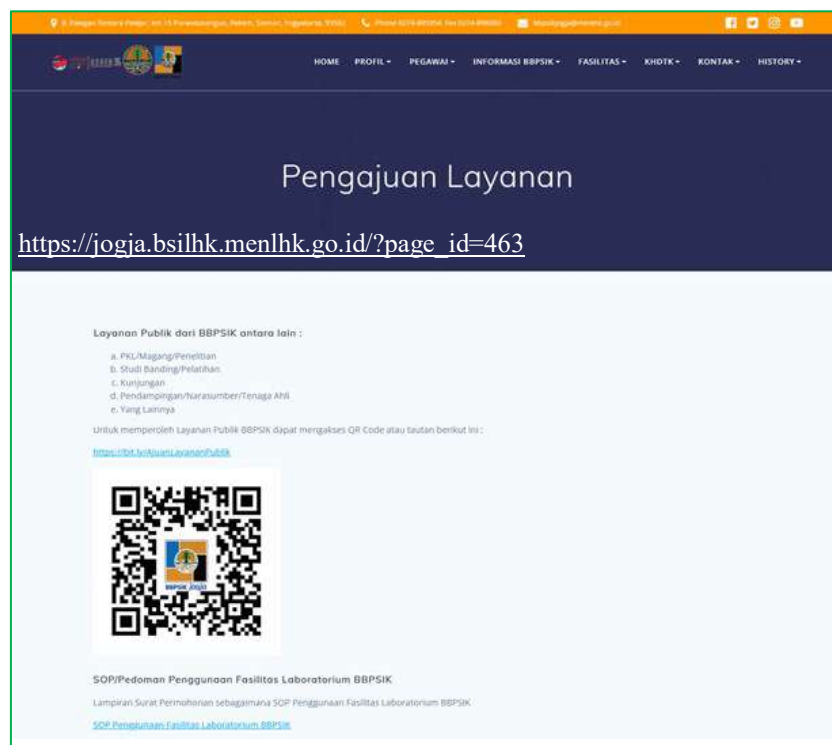 HOME PROFIL PEGAWAI INFORMASI BBPSIK FASILITAS KHDTK KONTAK HISTORY
Pengajuan Layanan
https://jogja.bsilhk.menlhk.go.id/?page_id=463
Layanan Publik dari BBPSIK antara lain :
a. PKL/Magang/Penelitian
b. Studi Banding/Pelatihan
c. Kunjungan
d. Pendampingan/Narasumber/Tenaga Ahli
e. Yang Lainnya
Untuk memperoleh Layanan Publik BBPSIK dapat mengakses QR Code atau tautan berikut ini :
https://bit.ly/AjuanLayananPublik
BBPSIK JOGJA
SOP/Pedoman Penggunaan Fasilitas Laboratorium BBPSIK
Lampiran Surat Permohonan sebagaimana SOP Penggunaan Fasilitas Laboratorium BBPSIK
SOP Penggunaan Fasilitas Laboratorium BBPSIK